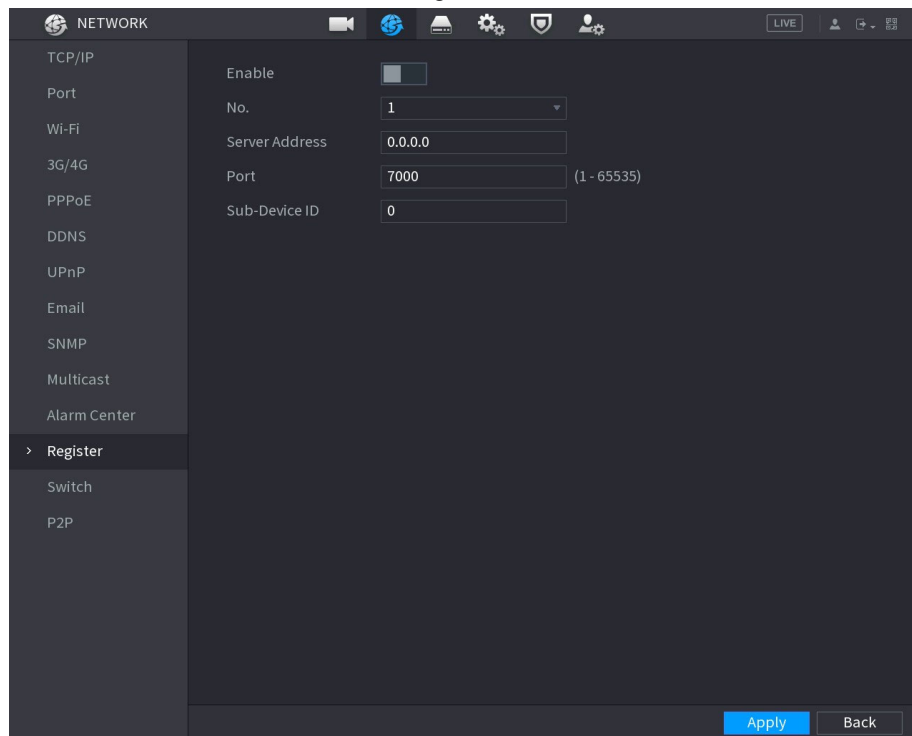 NETWORK
LIVE
TCP/IP
Port
Wi-Fi
3G/4G
PPPoE
DDNS
UPnP
Email
SNMP
Multicast
Alarm Center
> Register
Switch
P2P
Enable
No. 1
Server Address 0.0.0.0
Port 7000 (1 - 65535)
Sub-Device ID 0
Apply Back